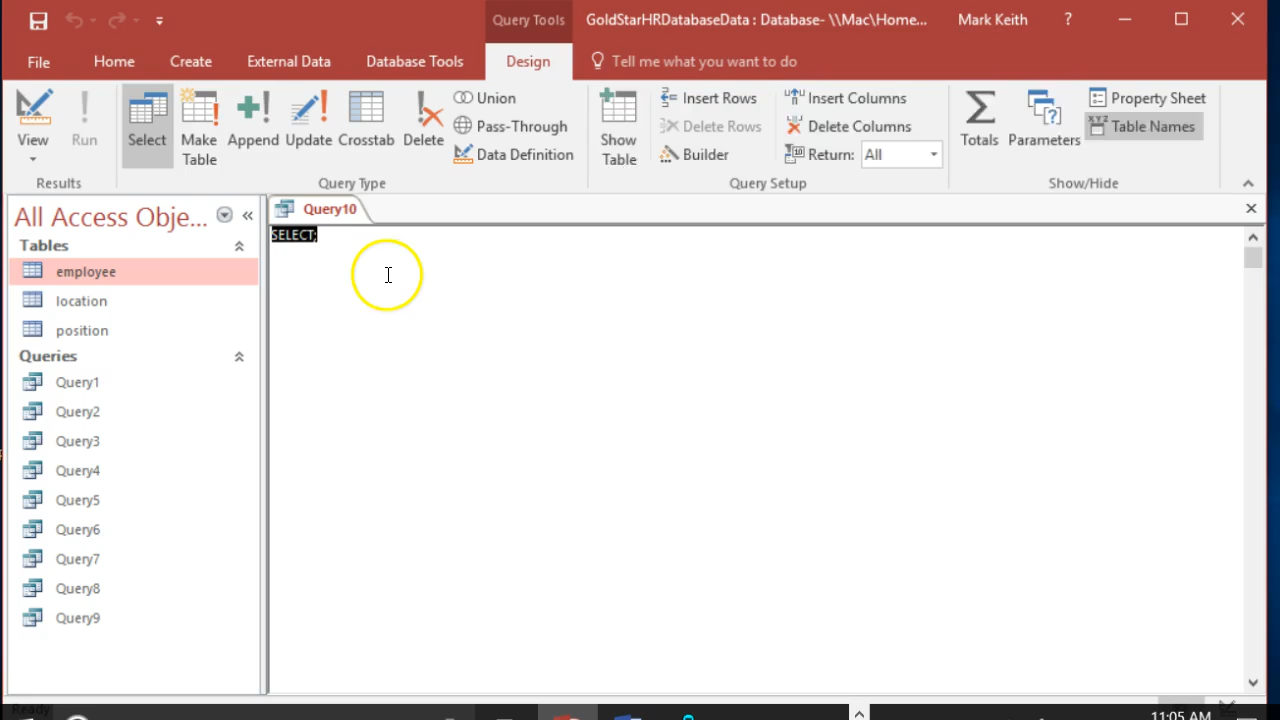 Query Tools
GoldStarHRDatabaseData : Database- \\Mac\Home...
Mark Keith
?
File
Home
Create
External Data
Database Tools
Design
Tell me what you want to do
View
Run
Select
Make
Table
Append
Update
Crosstab
Delete
Union
Pass-Through
Data Definition
Show
Table
Insert Rows
Delete Rows
Builder
Insert Columns
Delete Columns
Return:
All
Totals
Parameters
Property Sheet
Table Names
Results
Query Type
Query Setup
Show/Hide
All Access Obje...
Query10
Tables
employee
location
position
Queries
Query1
Query2
Query3
Query4
Query5
Query6
Query7
Query8
Query9
SELECT;
Ready
11:05 AM